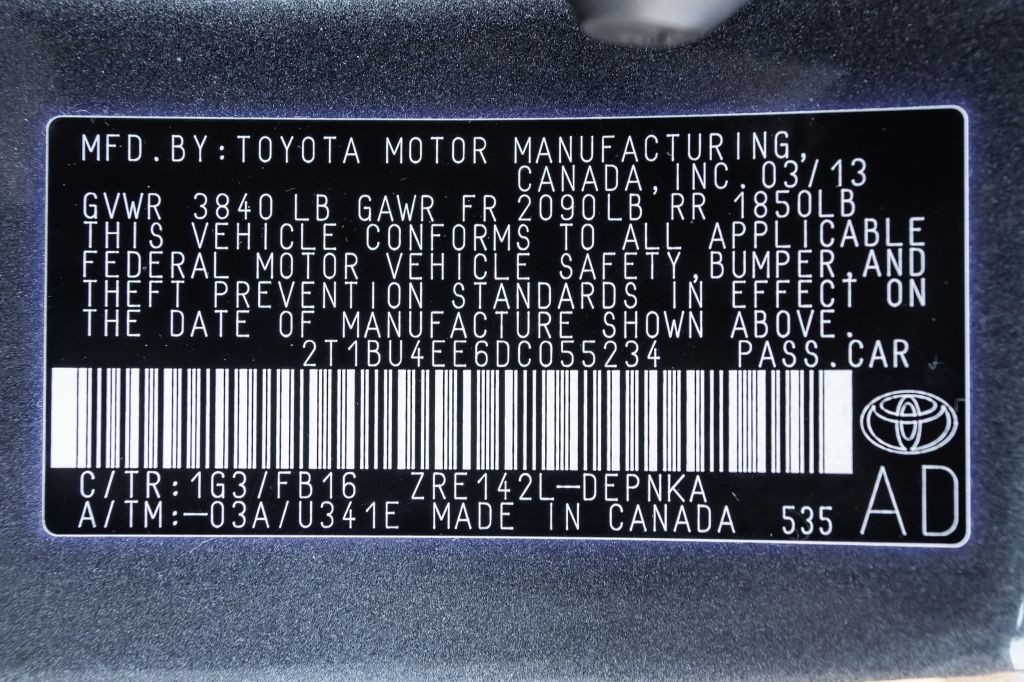 MFD.BY:TOYOTA MOTOR MANUFACTURING,
CANADA,INC.03/13
GVWR 3840 LB GAWR FR 2090LB RR 1850LB
THIS VEHICLE CONFORMS TO ALL APPLICABLE
FEDERAL MOTOR VEHICLE SAFETY,BUMPER,AND
THEFT PREVENTION STANDARDS IN EFFECT ON
THE DATE OF MANUFACTURE SHOWN ABOVE.
2T1BU4EE6DC055234 PASS.CAR
C/TR:1G3/FB16 ZRE142L-DEPNKA
A/TM:-03A/U341E MADE IN CANADA 535 AD